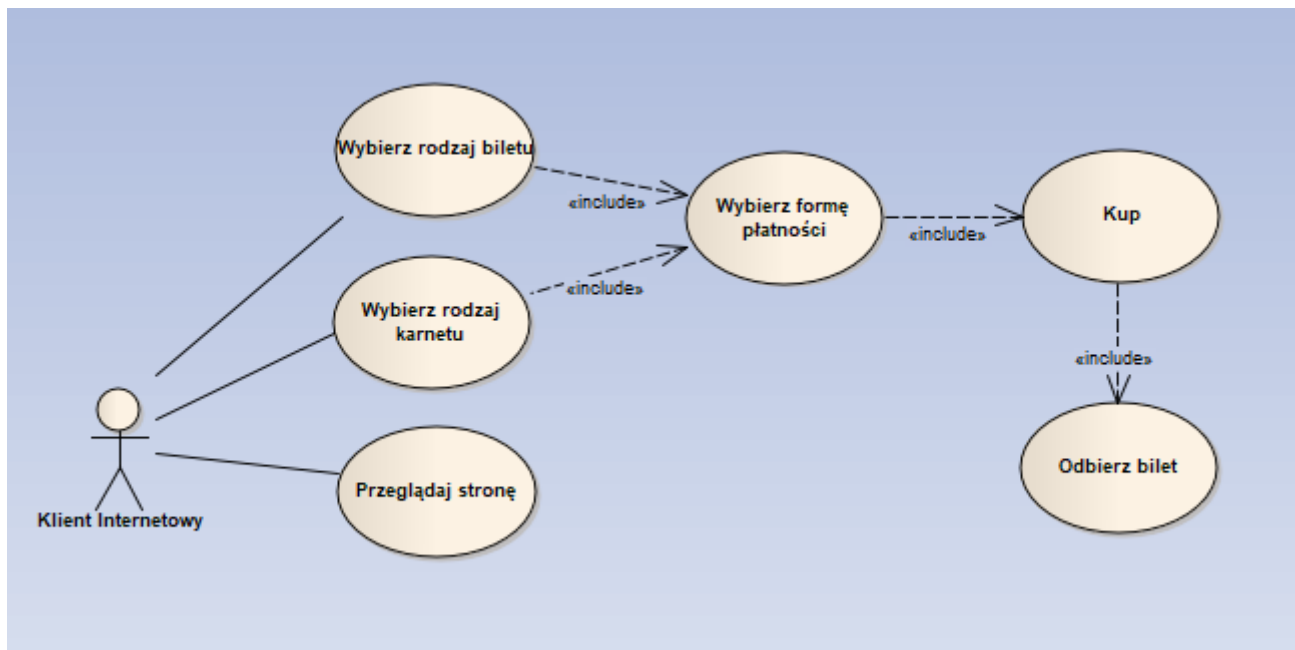 Wybierz rodzaj biletu
«include»
Wybierz formę
płatności
«include»
Kup
Wybierz rodzaj
karnetu
«include»
«include»
Odbierz bilet
Przeglądaj stronę
Klient Internetowy